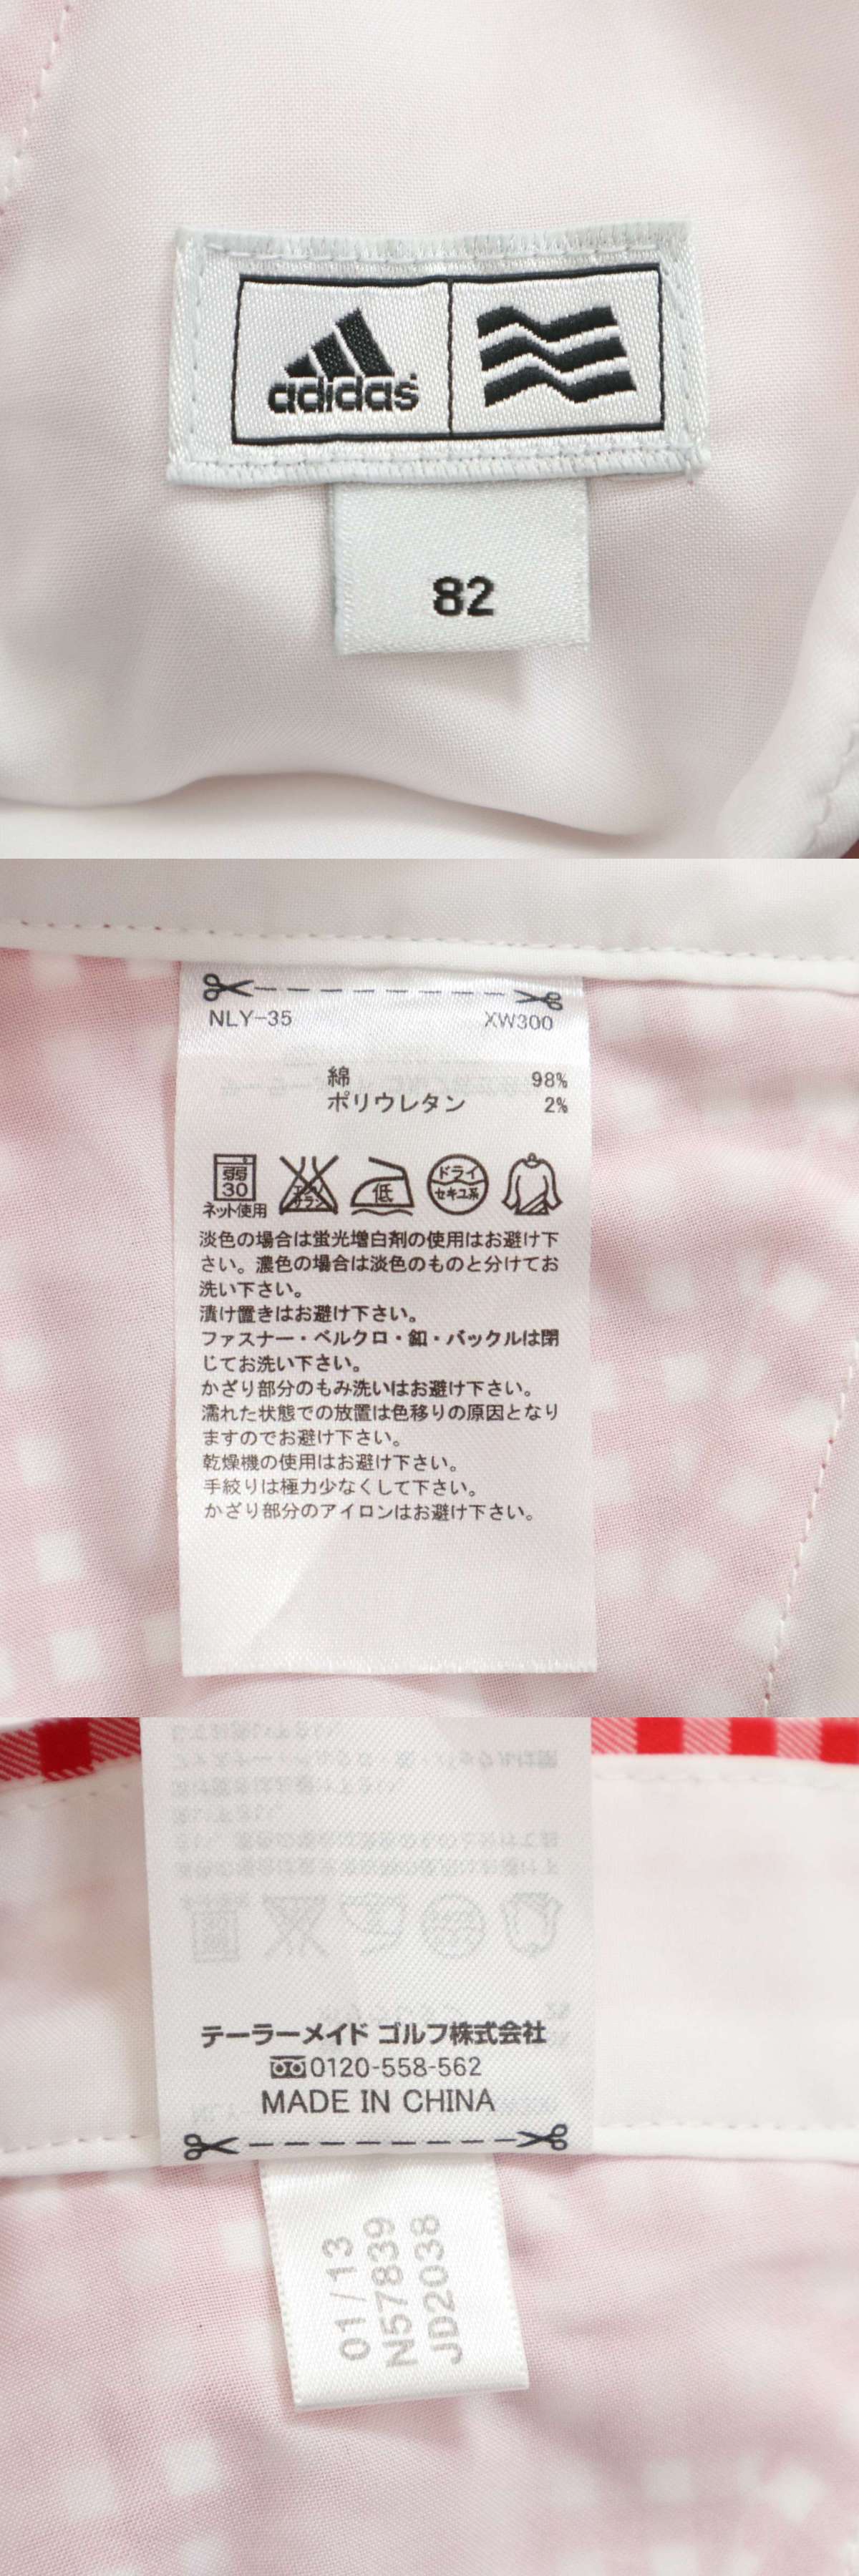 adidas
82
NLY-35 XW300
綿 98%
ポリウレタン 2%
弱
30
ネット使用
エンソ
サラシ
低
ドライ
セキユ系
淡色の場合は蛍光増白剤の使用はお避け下
さい。濃色の場合は淡色のものと分けてお
洗い下さい。
漬け置きはお避け下さい。
ファスナー・ベルクロ・釦・バックルは閉
じてお洗い下さい。
かざり部分のもみ洗いはお避け下さい。
濡れた状態での放置は色移りの原因となり
ますのでお避け下さい。
乾燥機の使用はお避け下さい。
手絞りは極力少なくして下さい。
かざり部分のアイロンはお避け下さい。
テーラーメイド ゴルフ株式会社
0120-558-562
MADE IN CHINA
01/13
N57839
JD2038